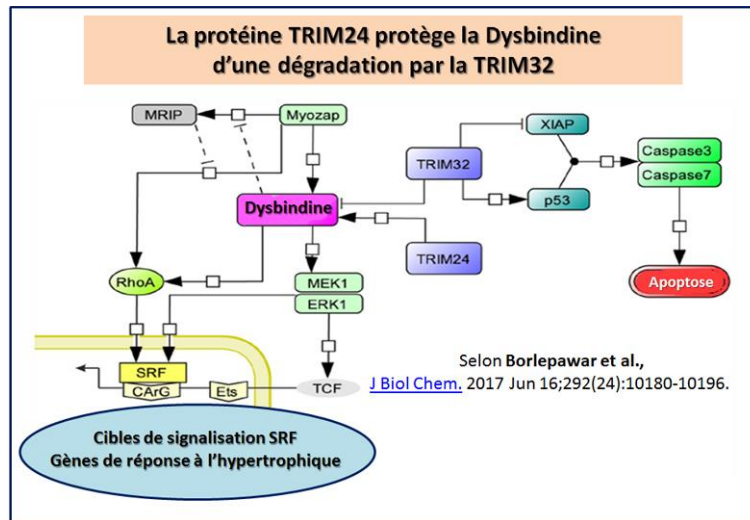 La protéine TRIM24 protège la Dysbindine
d'une dégradation par la TRIM32
MRIP
Myozap
XIAP
TRIM32
Caspase3
Caspase7
Dysbindine
p53
TRIM24
RhoA
MEK1
ERK1
Apoptose
SRF
CArG
Ets
TCF
Selon Borlepawar et al.,
J Biol Chem. 2017 Jun 16;292(24):10180-10196.
Cibles de signalisation SRF
Gènes de réponse à l'hypertrophique